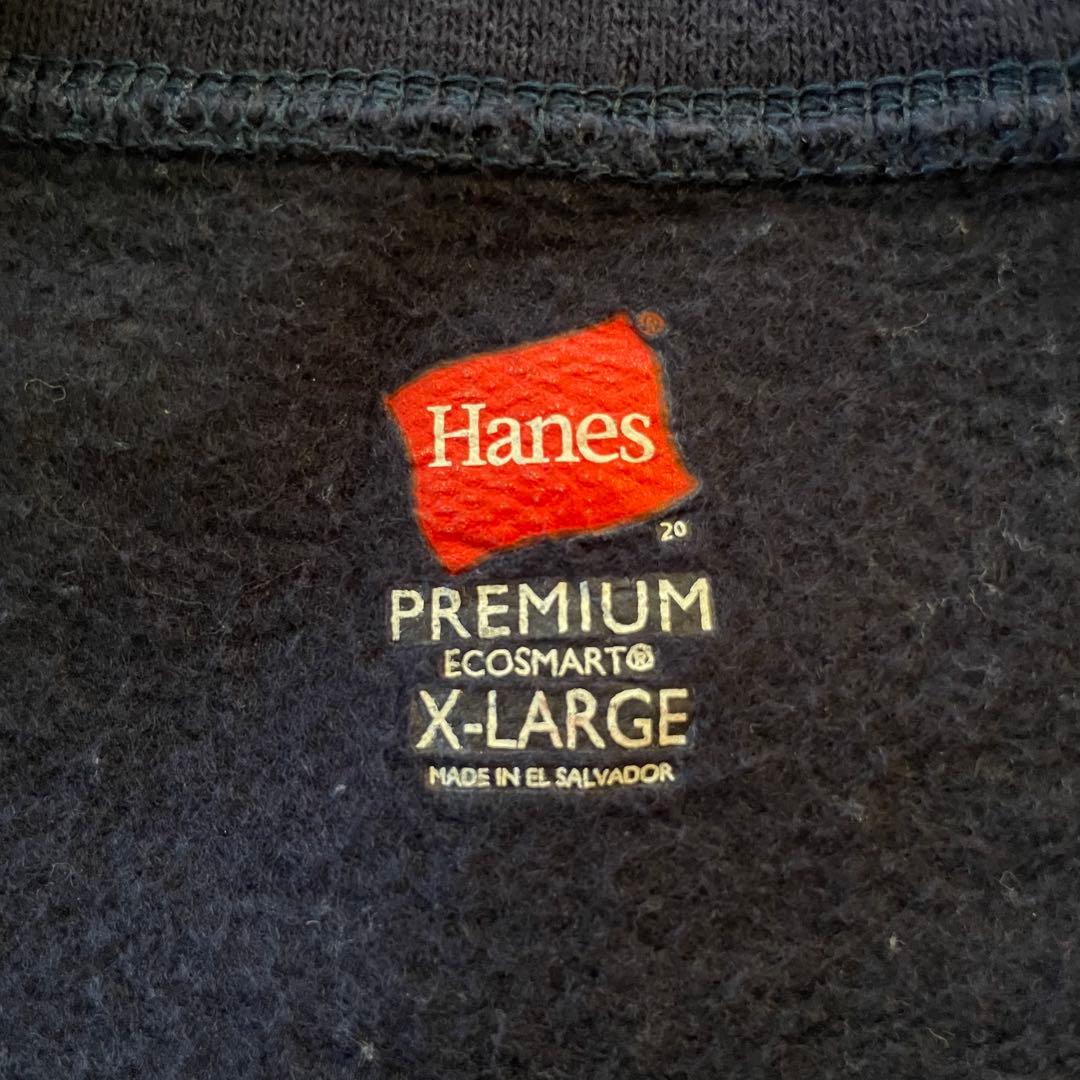 Hanes®
20
PREMIUM
ECOSMART®
X-LARGE
MADE IN EL SALVADOR